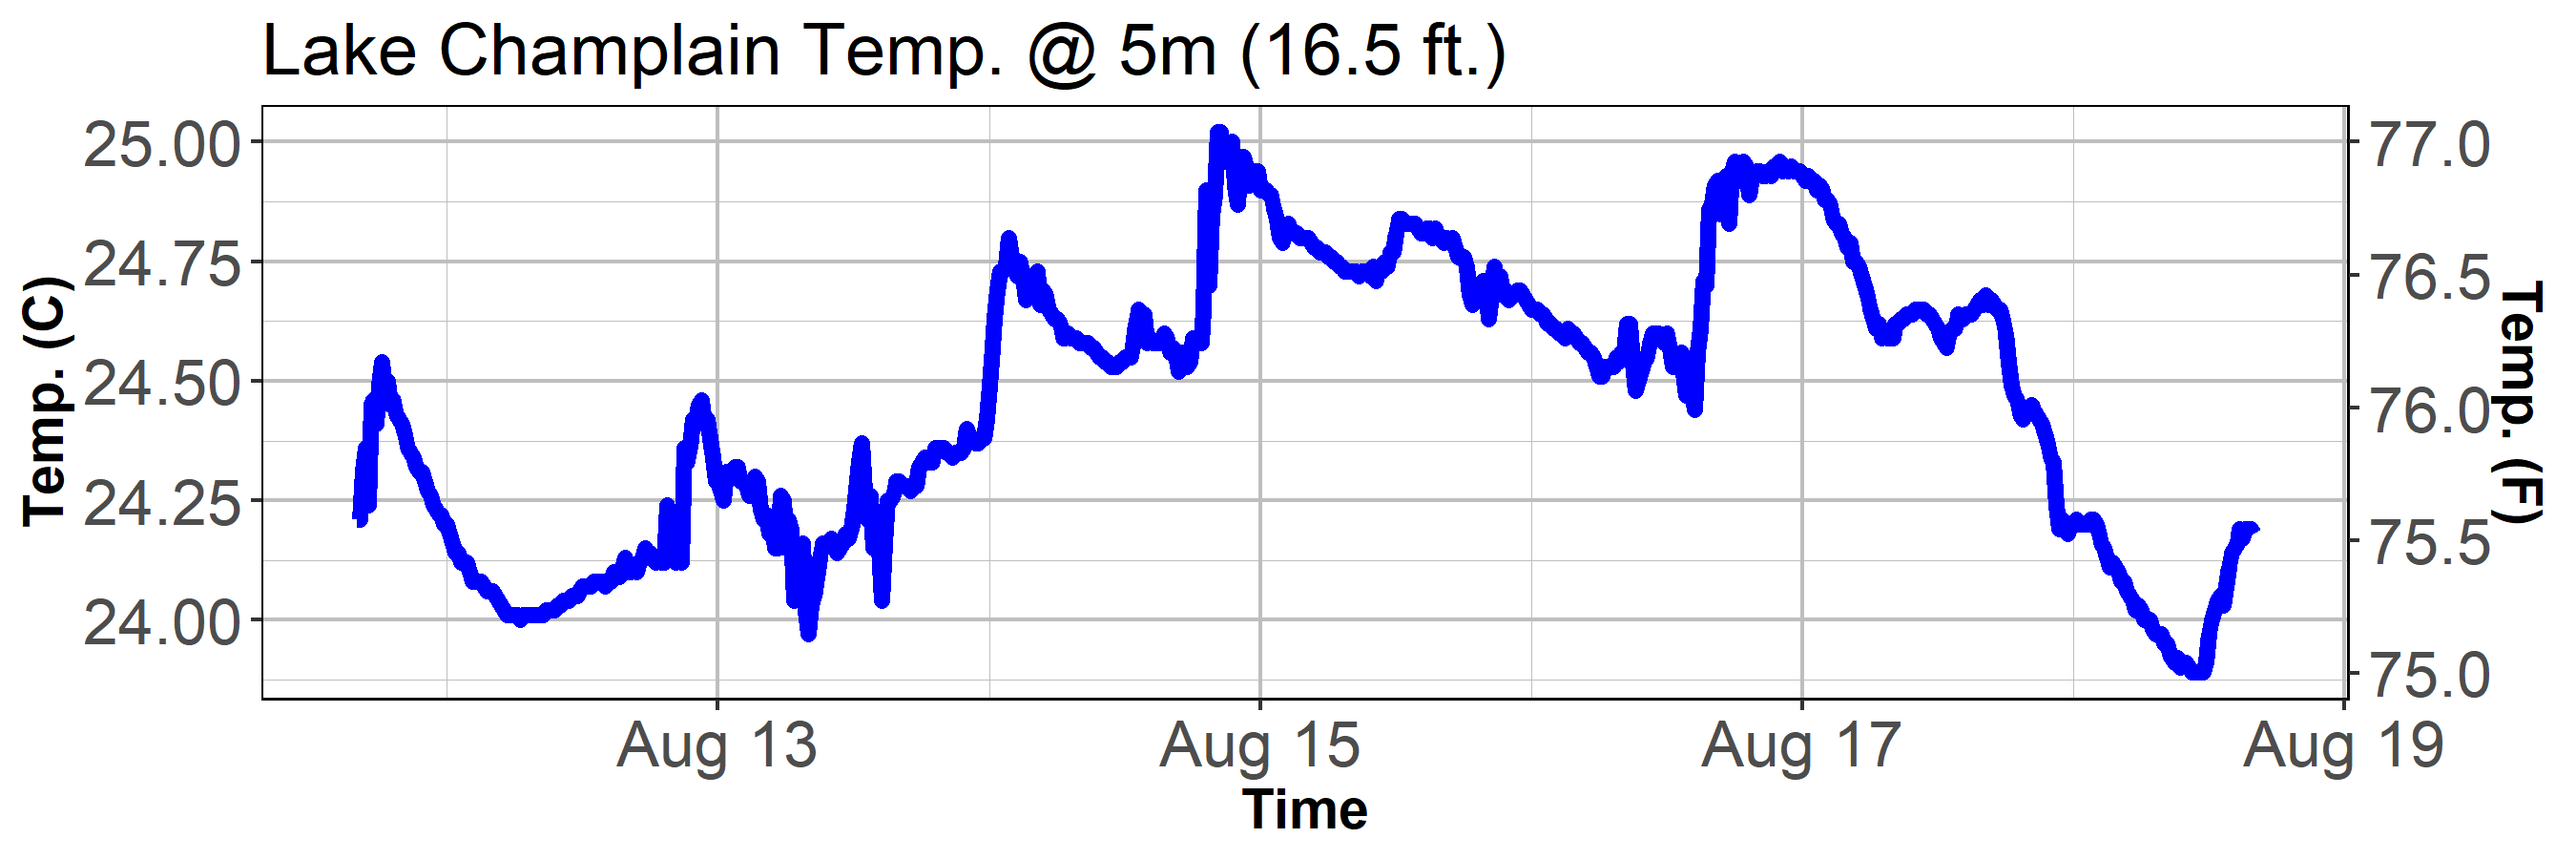 Lake Champlain Temp. @ 5m (16.5 ft.)
Temp. (C)
25.00
24.75
24.50
24.25
24.00
77.0
76.5
76.0
75.5
75.0
Temp. (F)
Aug 13 Aug 15 Aug 17 Aug 19
Time